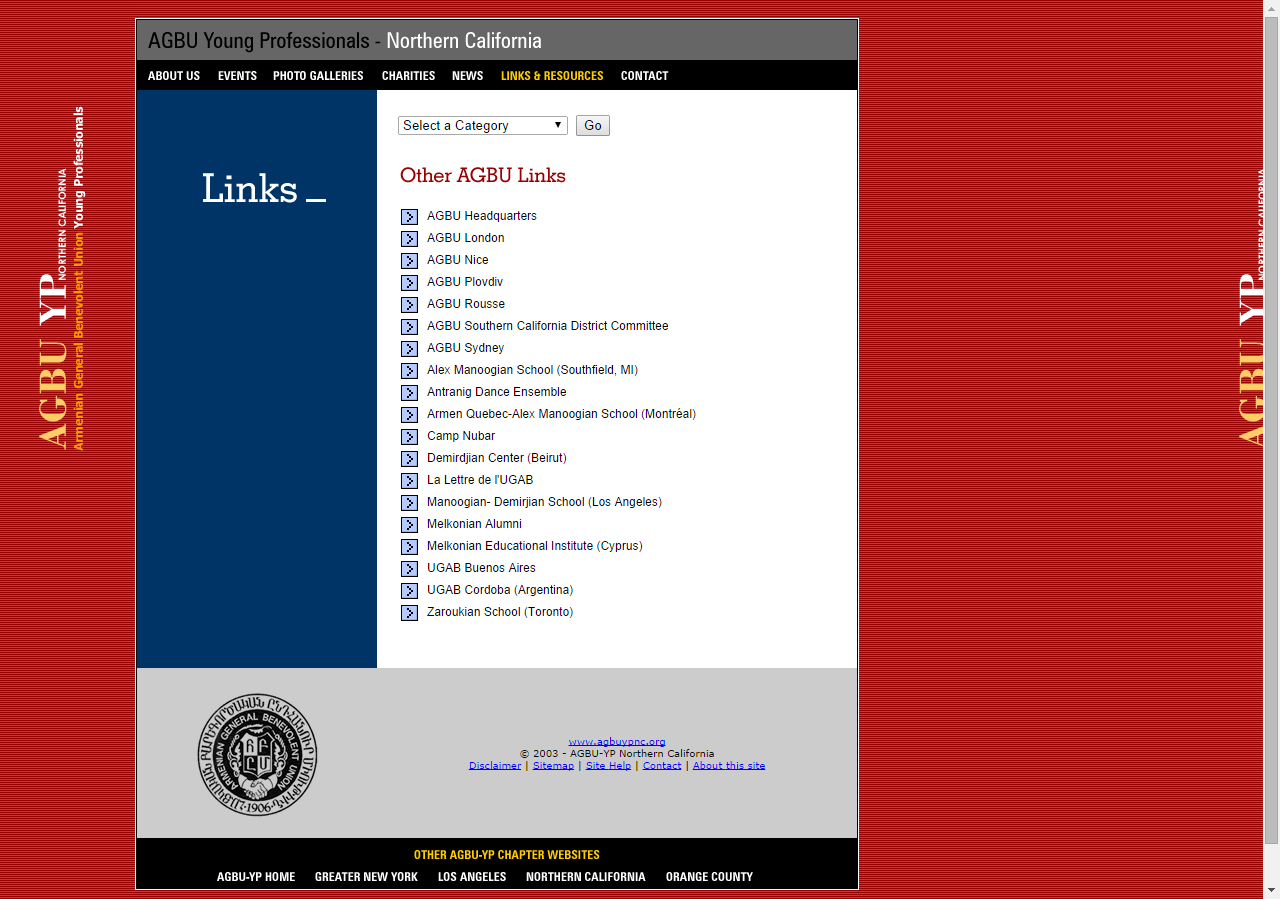 AGBU Young Professionals - Northern California
ABOUT US EVENTS PHOTO GALLERIES CHARITIES NEWS LINKS & RESOURCES CONTACT
AGBU YP NORTHERN CALIFORNIA
Armenian General Benevolent Union Young Professionals
Links _
Select a Category Go
Other AGBU Links
AGBU Headquarters
AGBU London
AGBU Nice
AGBU Plovdiv
AGBU Rousse
AGBU Southern California District Committee
AGBU Sydney
Alex Manoogian School (Southfield, MI)
Antranig Dance Ensemble
Armen Quebec-Alex Manoogian School (Montréal)
Camp Nubar
Demirdjian Center (Beirut)
La Lettre de l'UGAB
Manoogian- Demirjian School (Los Angeles)
Melkonian Alumni
Melkonian Educational Institute (Cyprus)
UGAB Buenos Aires
UGAB Cordoba (Argentina)
Zaroukian School (Toronto)
AGBU YP NORTHERN CALIFORNIA
ARMENIAN GENERAL BENEVOLENT UNION
1906
www.agbuypnc.org
© 2003 - AGBU-YP Northern California
Disclaimer | Sitemap | Site Help | Contact | About this site
OTHER AGBU-YP CHAPTER WEBSITES
AGBU-YP HOME GREATER NEW YORK LOS ANGELES NORTHERN CALIFORNIA ORANGE COUNTY